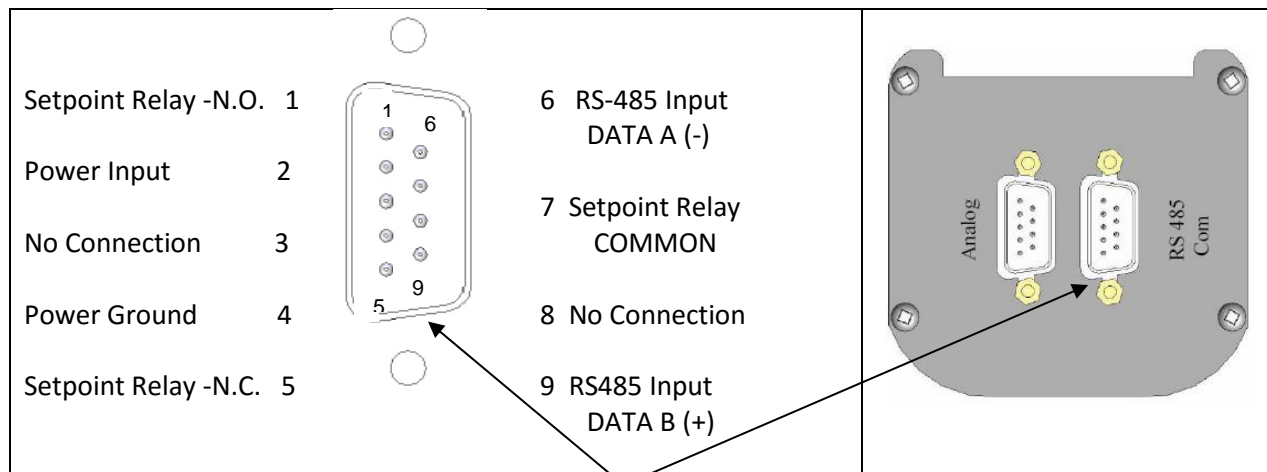 Setpoint Relay -N.O. 1
Power Input 2
No Connection 3
Power Ground 4
Setpoint Relay -N.C. 5
1
6
5
9
6 RS-485 Input
DATA A (-)
7 Setpoint Relay
COMMON
8 No Connection
9 RS485 Input
DATA B (+)
Analog
RS 485
Com